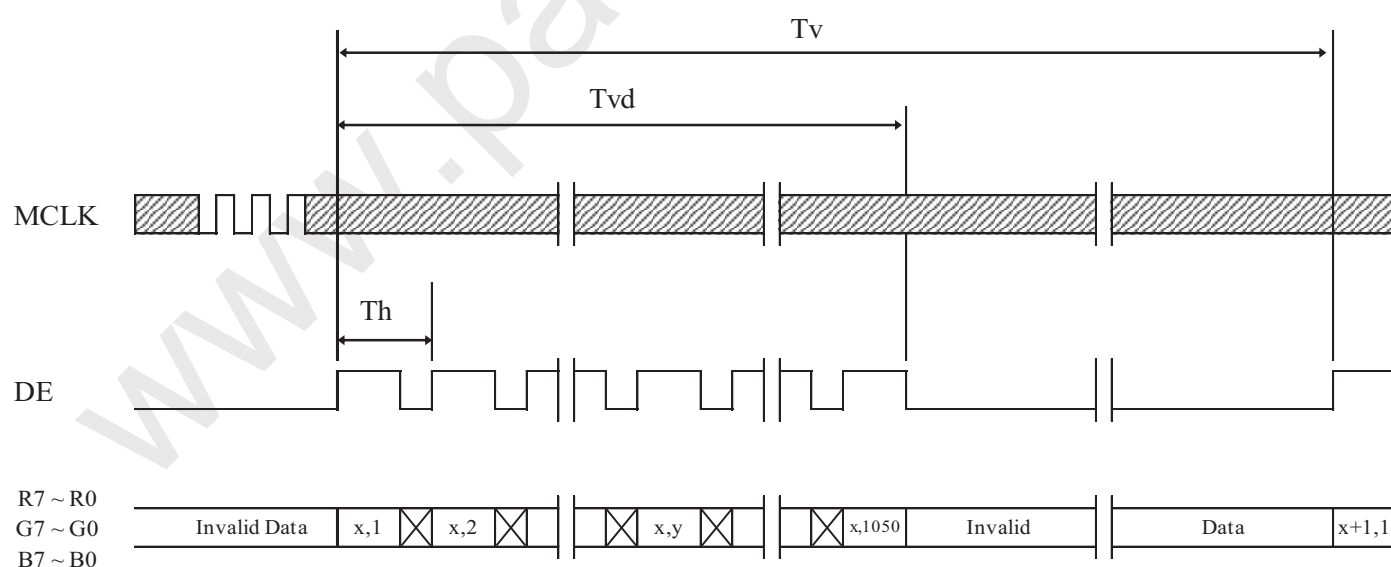 Tv
Tvd
MCLK
Th
DE
R7 ~ R0
G7 ~ G0
B7 ~ B0
Invalid Data x,1 x,2 x,y x,1050 Invalid Data x+1,1
www.pa